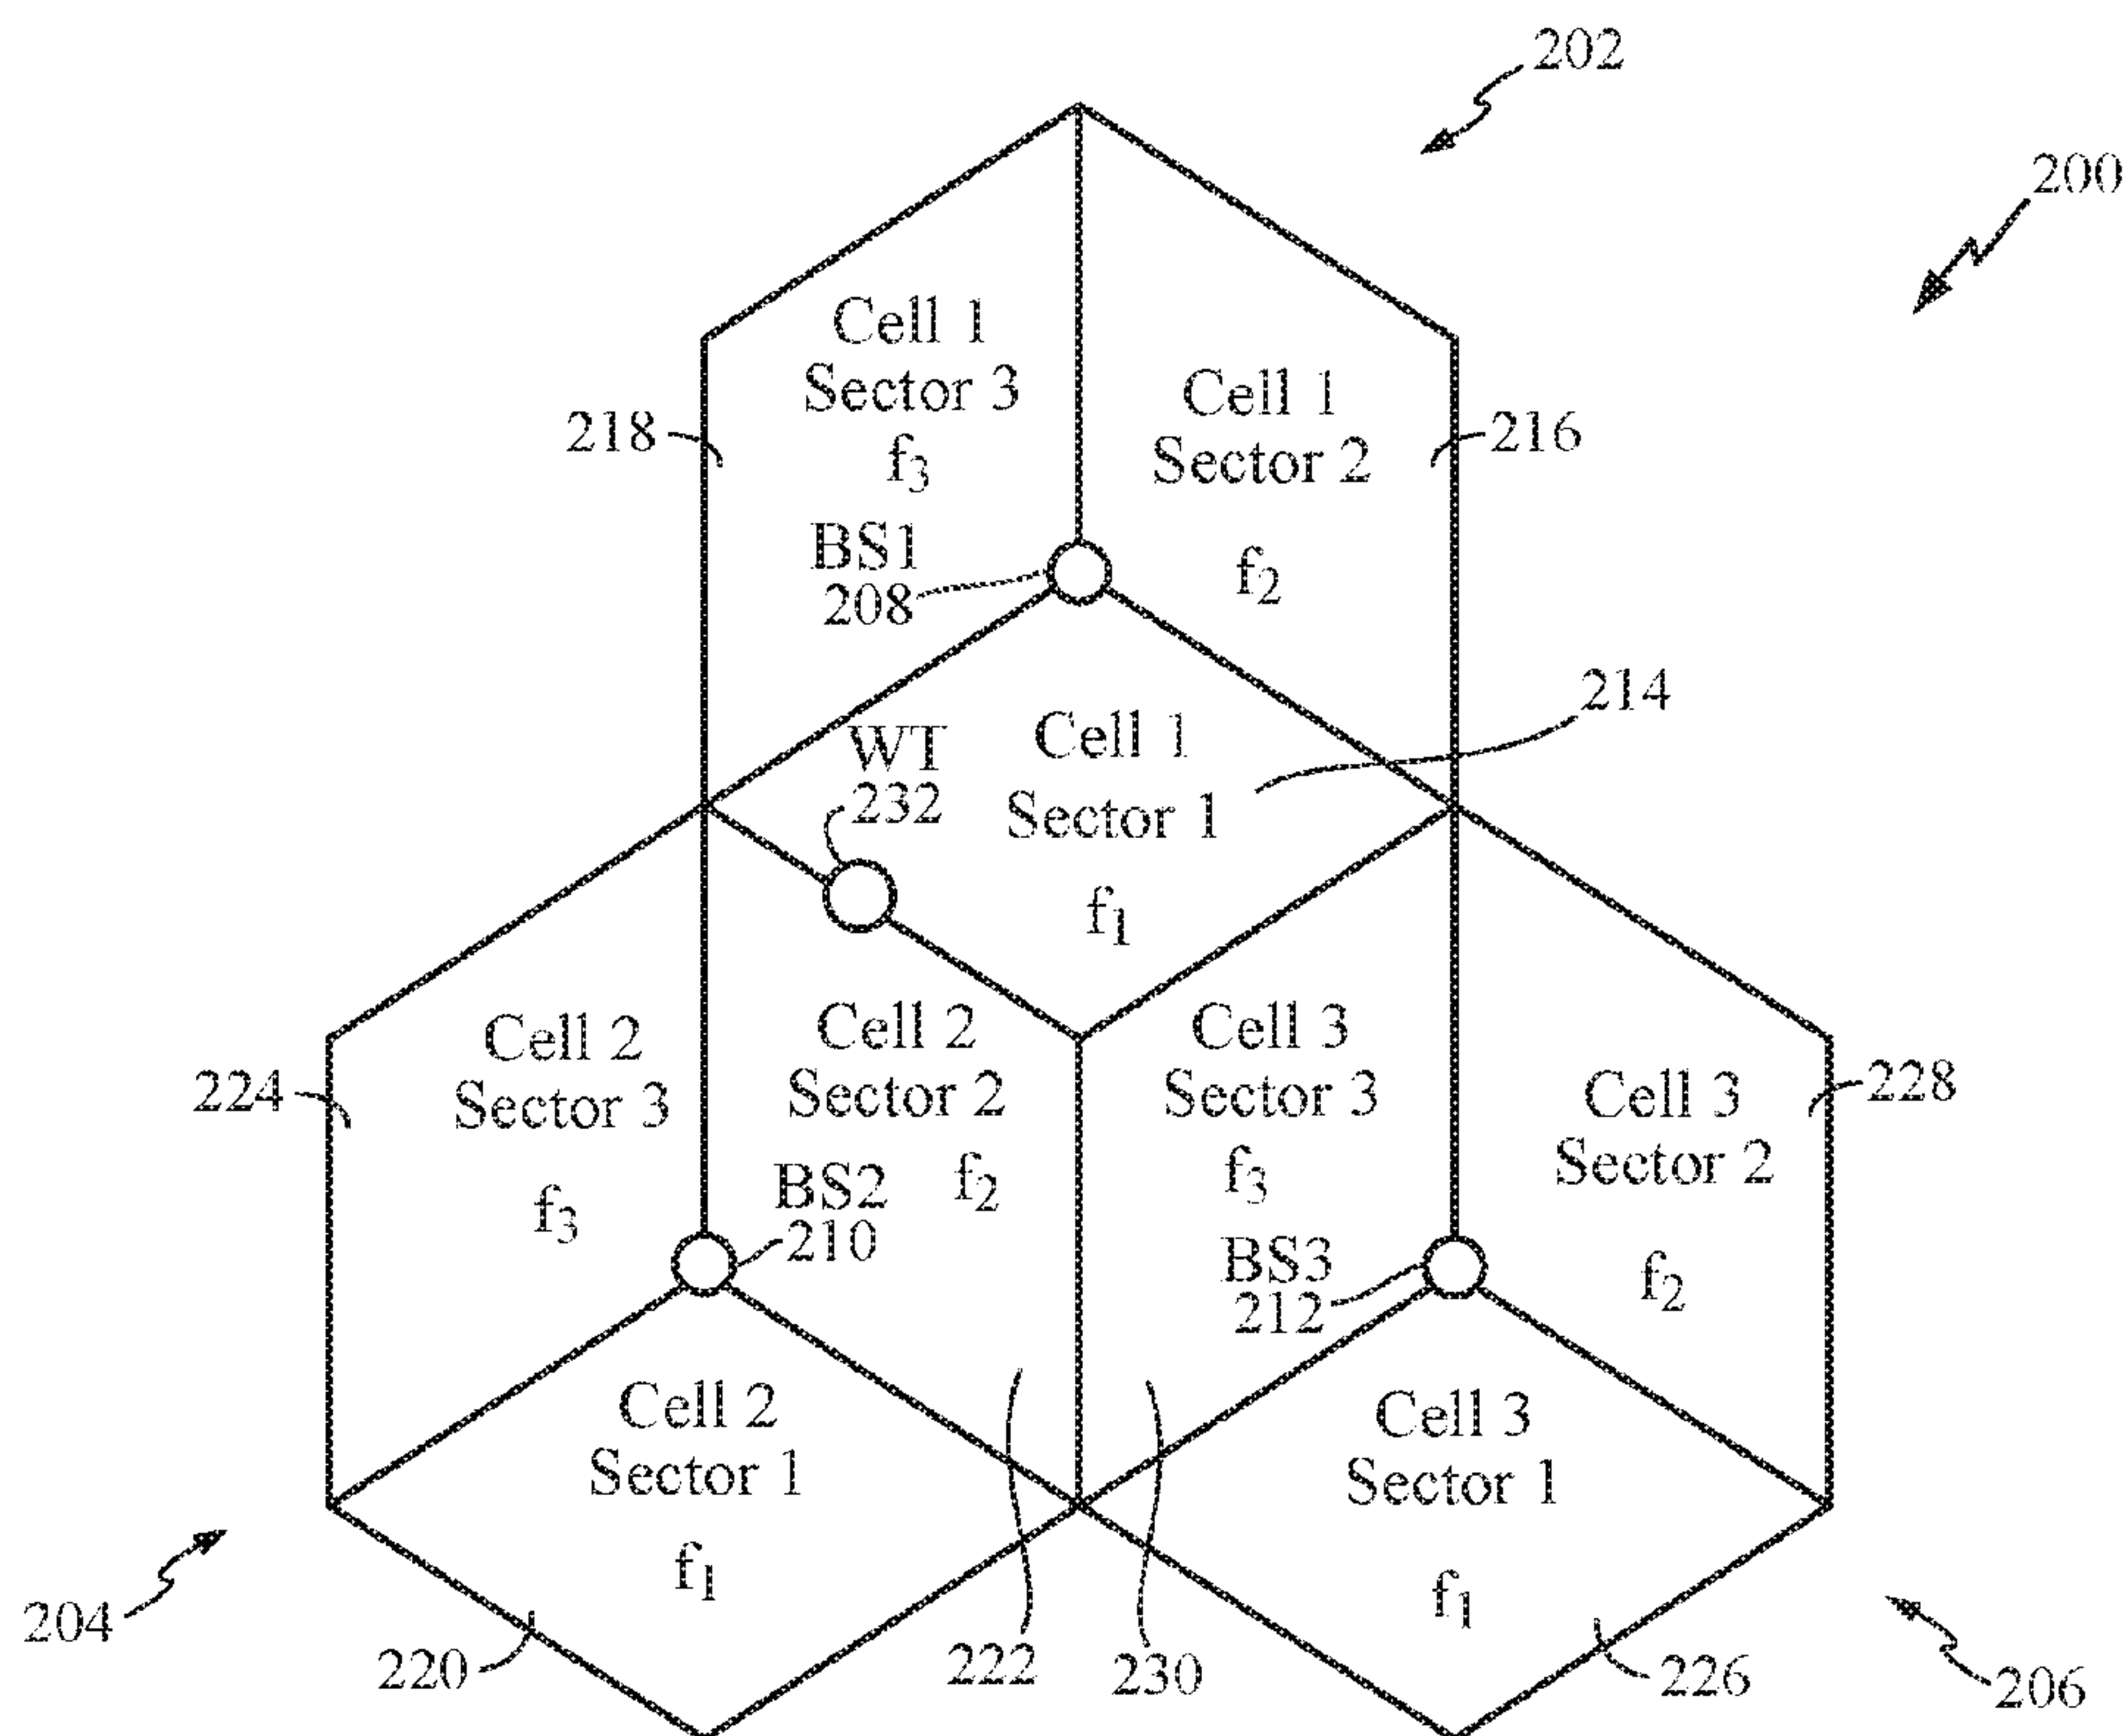 202
200
Cell 1
Sector 3
f3
218
Cell 1
Sector 2
f2
216
BS1
208
214
WT
232
Cell 1
Sector 1
f1
Cell 2
Sector 3
f3
224
Cell 2
Sector 2
f2
BS2
210
Cell 3
Sector 3
f3
BS3
212
Cell 3
Sector 2
f2
228
Cell 2
Sector 1
f1
Cell 3
Sector 1
f1
204
220
222
230
226
206